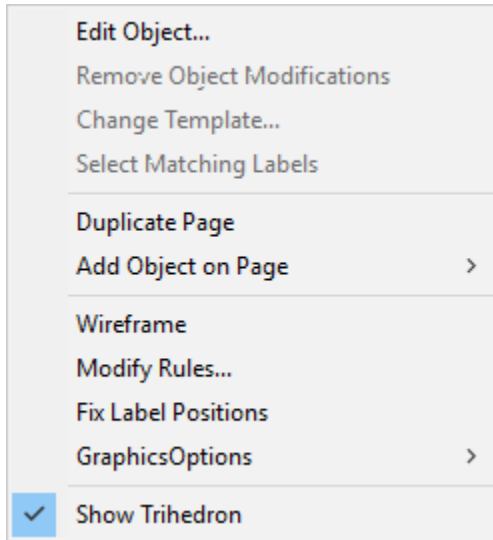 Edit Object...
Remove Object Modifications
Change Template...
Select Matching Labels
Duplicate Page
Add Object on Page
Wireframe
Modify Rules...
Fix Label Positions
GraphicsOptions
Show Trihedron